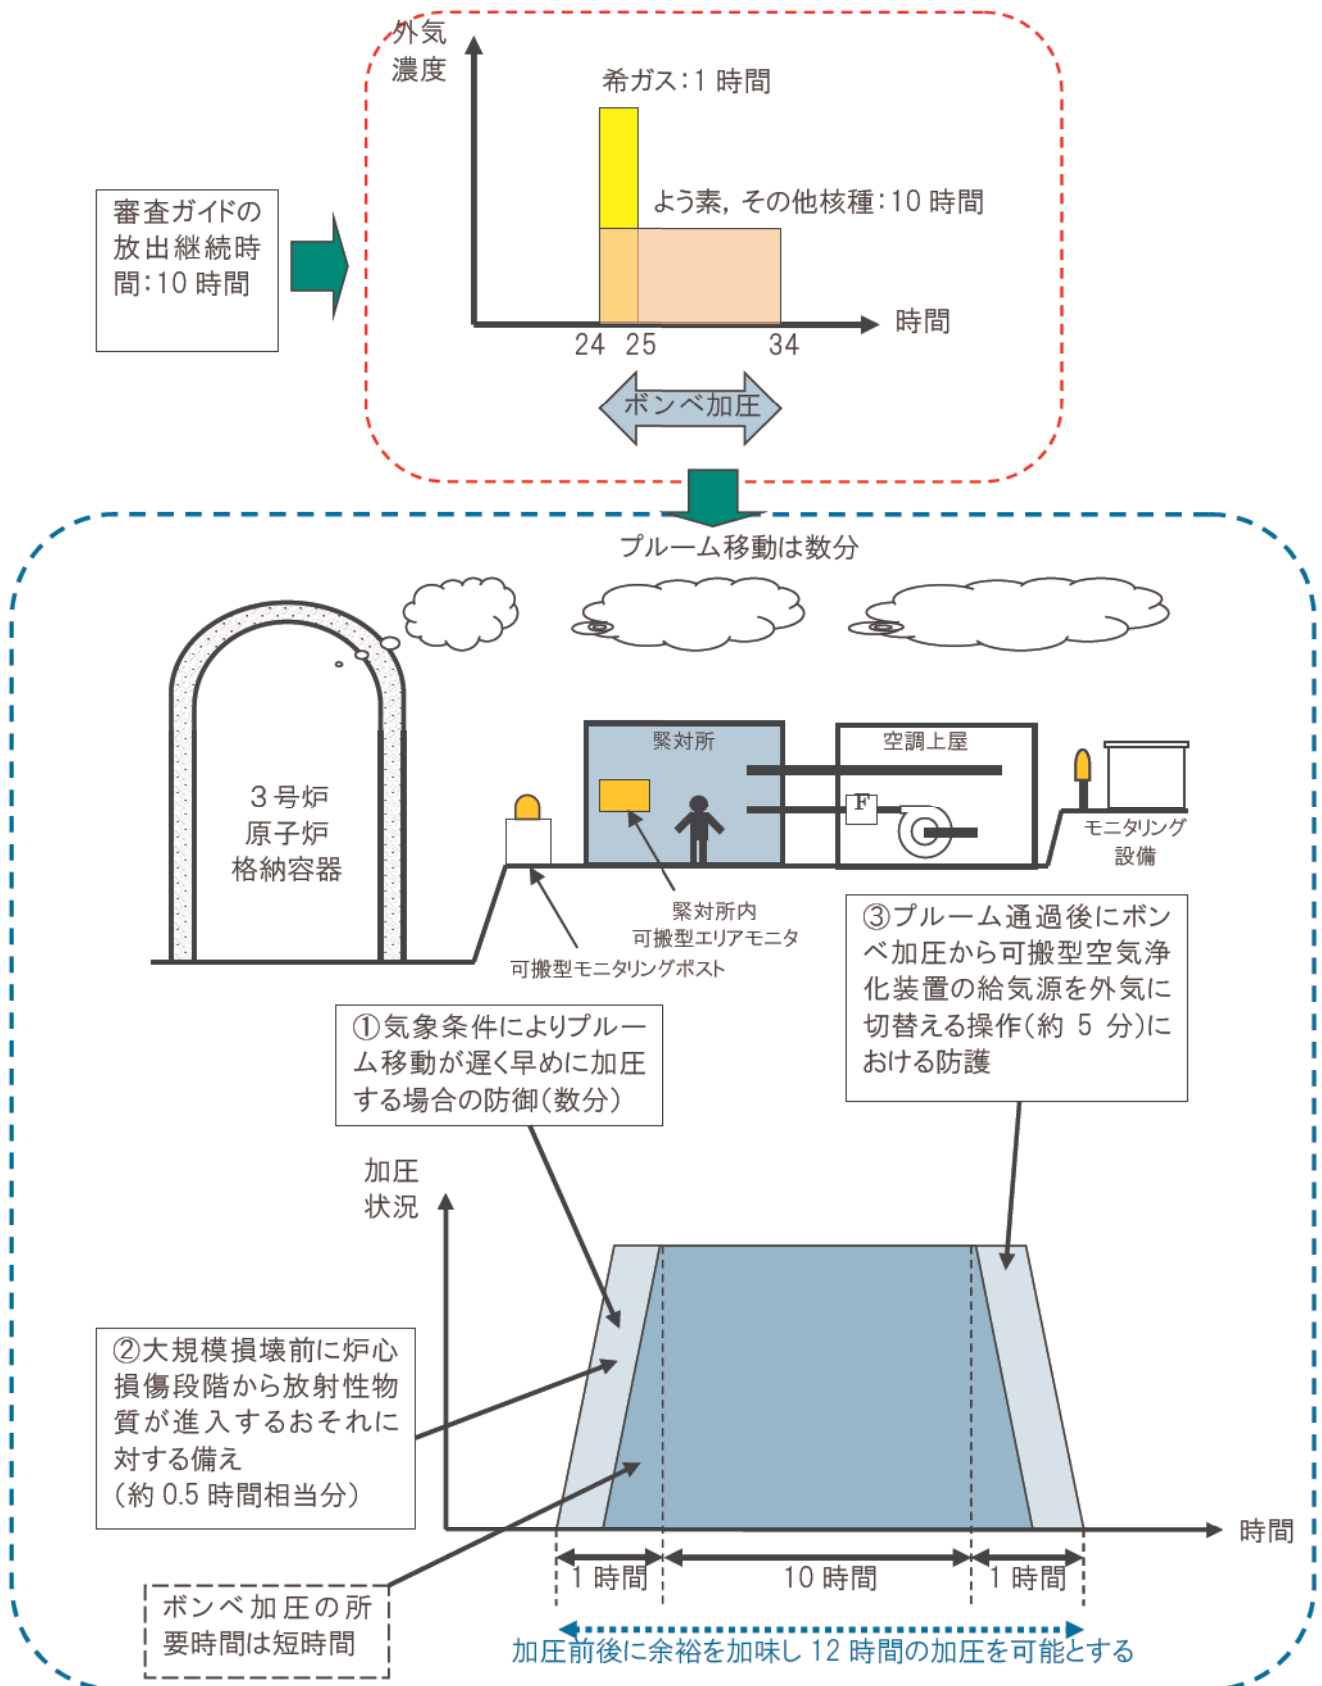 外気
濃度
希ガス：1 時間
よう素，その他核種：10 時間
審査ガイドの
放出継続時
間：10 時間
時間
24 25 34
ボンベ加圧
プルーム移動は数分
緊対所
空調上屋
F
３号炉
原子炉
格納容器
モニタリング
設備
緊対所内
可搬型エリアモニタ
可搬型モニタリングポスト
③プルーム通過後にボン
ベ加圧から可搬型空気浄
化装置の給気源を外気に
切替える操作（約 5 分）に
おける防護
①気象条件によりプルー
ム移動が遅く早めに加圧
する場合の防御（数分）
加圧
状況
②大規模損壊前に炉心
損傷段階から放射性物
質が進入するおそれに
対する備え
（約 0.5 時間相当分）
時間
1 時間 10 時間 1 時間
ボンベ加圧の所
要時間は短時間
加圧前後に余裕を加味し 12 時間の加圧を可能とする